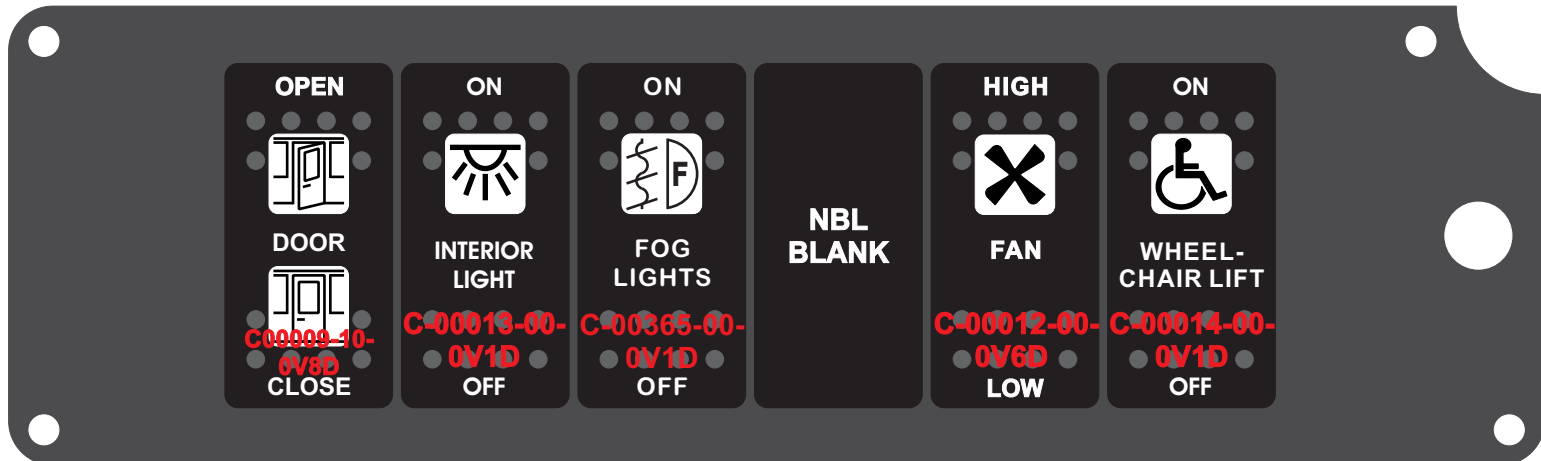 OPEN
DOOR
C00009-10-
0V8D
CLOSE
ON
INTERIOR
LIGHT
C-00013-00-
0V1D
OFF
ON
F
FOG
LIGHTS
C-00365-00-
0V1D
OFF
NBL
BLANK
HIGH
FAN
C-00012-00-
0V6D
LOW
ON
WHEEL-
CHAIR LIFT
C-00014-00-
0V1D
OFF